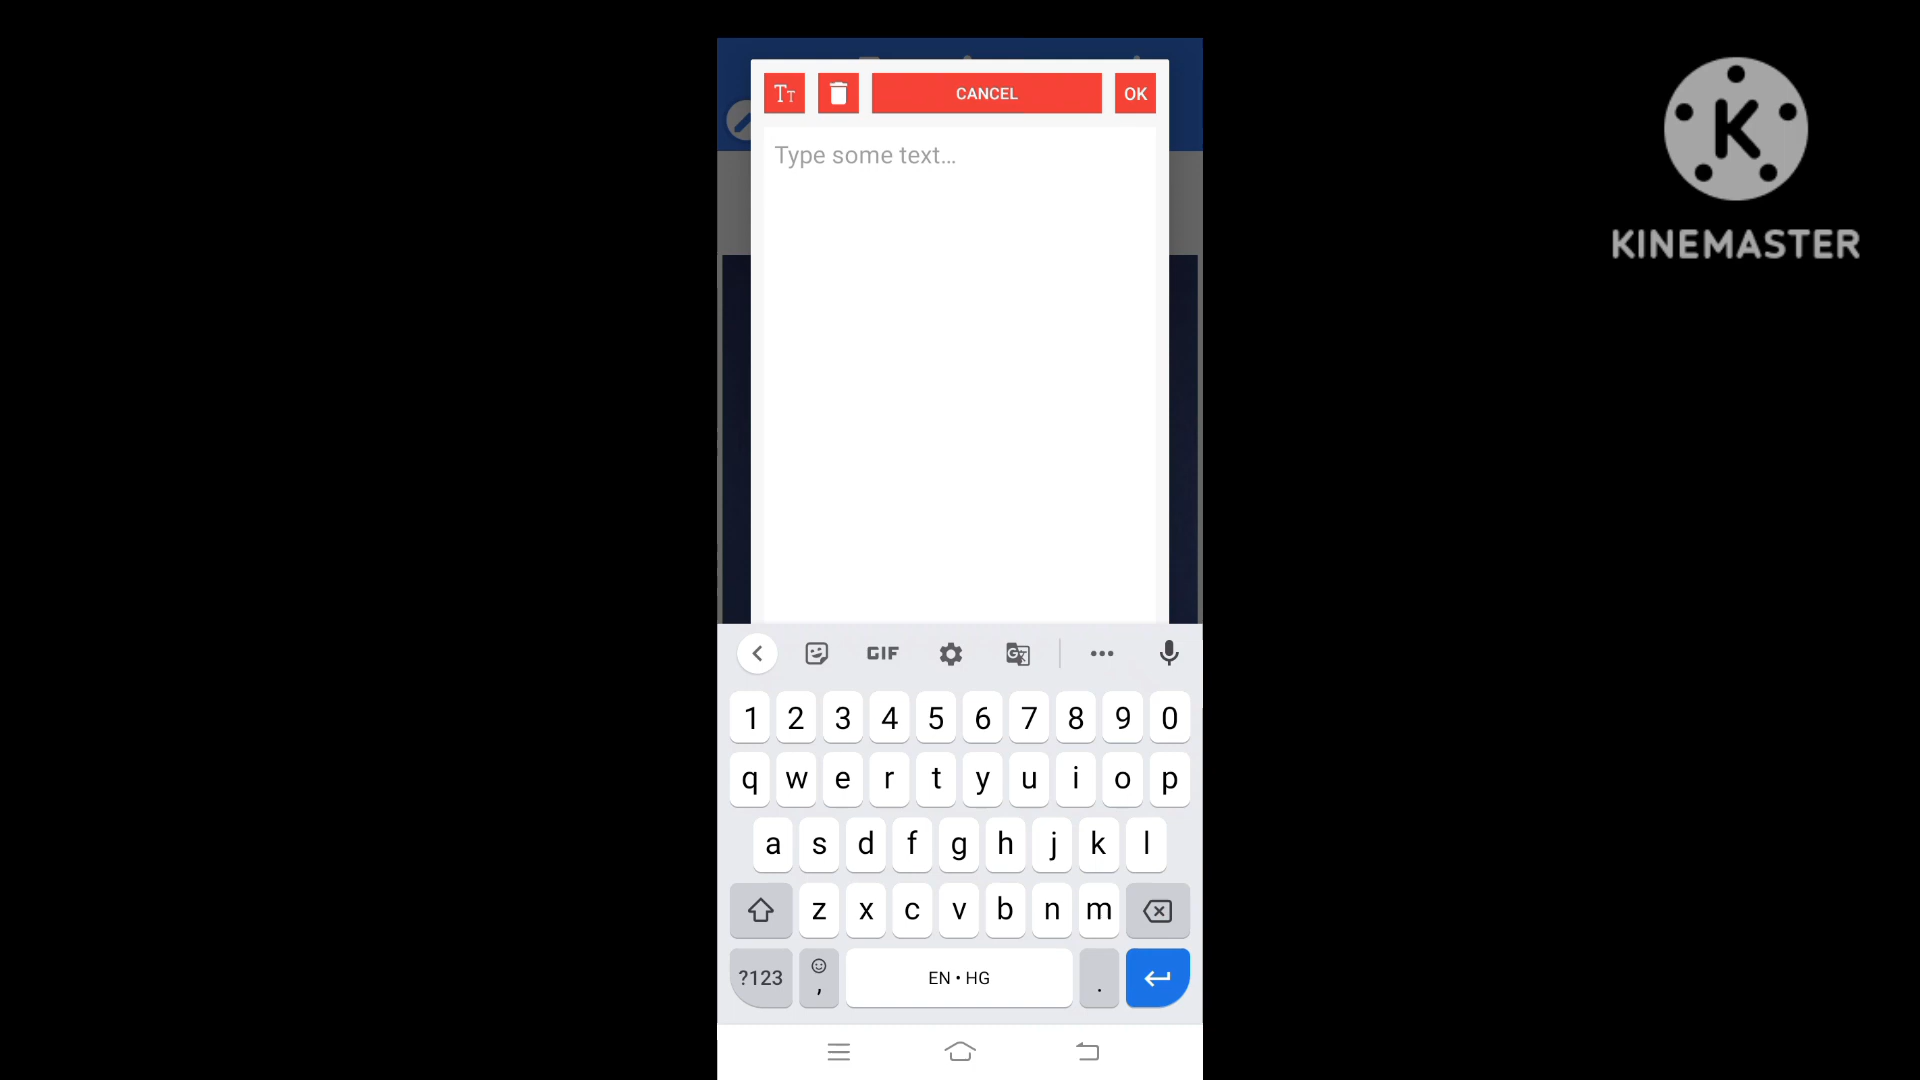 TT
CANCEL
OK
Type some text...
K
KINEMASTER
GIF
G
1 2 3 4 5 6 7 8 9 0
q w e r t y u i o p
a s d f g h j k l
z x c v b n m
?123 , EN • HG .